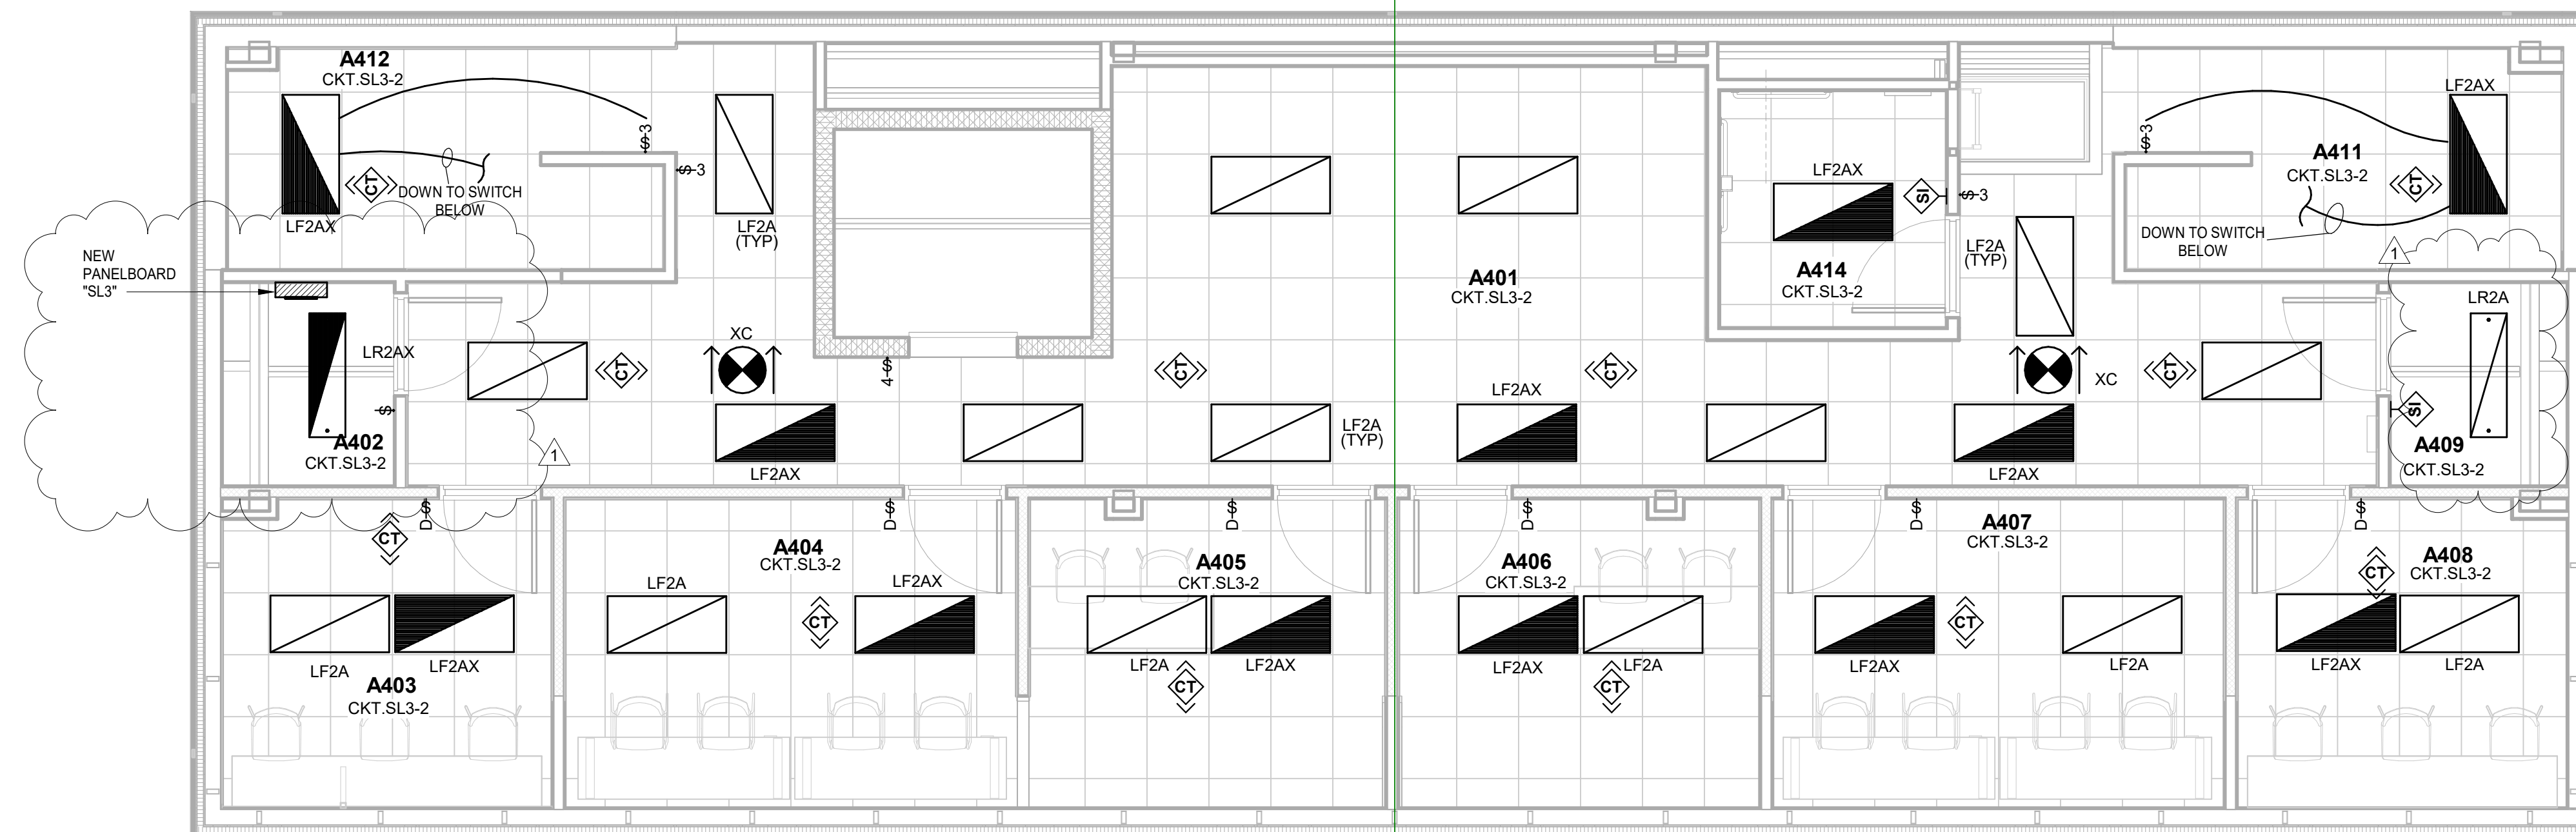 A412
CKT.SL3-2
LF2AX
$3
$3
CT
DOWN TO SWITCH
BELOW
LF2AX
LF2A
(TYP)
LF2AX
SI
$3
A414
CKT.SL3-2
LF2A
(TYP)
$3
A411
CKT.SL3-2
CT
LF2AX
DOWN TO SWITCH
BELOW
1
NEW
PANELBOARD
"SL3"
A401
CKT.SL3-2
LR2AX
$
A402
CKT.SL3-2
1
CT
XC
4$
CT
CT
LF2AX
LF2AX
LF2A
(TYP)
XC
CT
LF2AX
LR2A
SI
A409
CKT.SL3-2
D$
CT
LF2A
LF2AX
A403
CKT.SL3-2
D$
A404
CKT.SL3-2
LF2A
CT
LF2AX
D$
A405
CKT.SL3-2
LF2A
LF2AX
CT
D$
A406
CKT.SL3-2
LF2AX
LF2A
CT
D$
A407
CKT.SL3-2
CT
LF2AX
LF2A
D$
A408
CKT.SL3-2
CT
LF2AX
LF2A